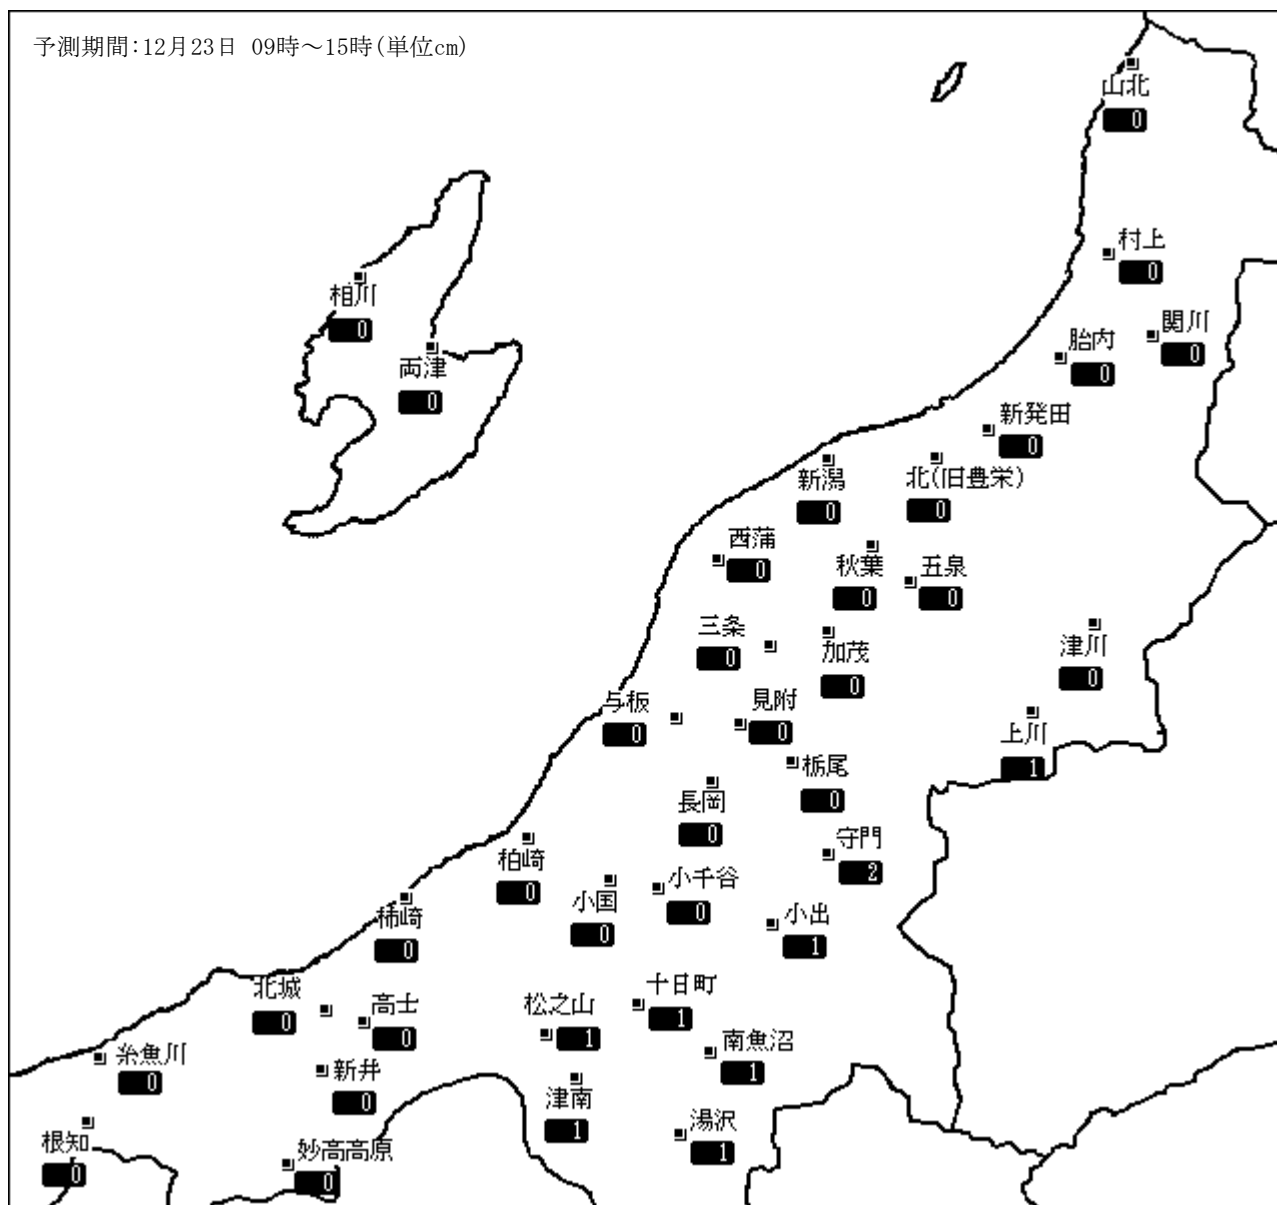 予測期間:12月23日 09時～15時(単位cm)
山北
0
村上
0
相川
0
関川
0
胎内
0
両津
0
新発田
0
新潟
0
北(旧豊栄)
0
西蒲
0
秋葉
0
五泉
0
三条
0
加茂
0
津川
0
与板
0
見附
0
上川
1
栃尾
0
長岡
0
守門
2
柏崎
0
小千谷
0
小国
0
小出
1
柿崎
0
北城
0
高士
0
松之山
1
十日町
1
南魚沼
1
糸魚川
0
新井
0
津南
1
湯沢
1
根知
0
妙高高原
0